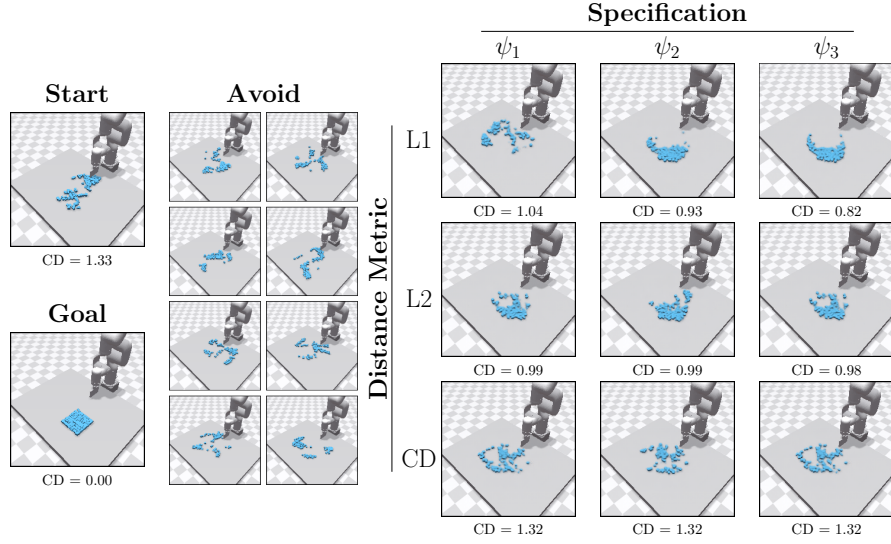 Specification
ψ1 ψ2 ψ3
Start
Avoid
CD = 1.33
Goal
CD = 0.00
Distance Metric
L1
CD = 1.04 CD = 0.93 CD = 0.82
L2
CD = 0.99 CD = 0.99 CD = 0.98
CD
CD = 1.32 CD = 1.32 CD = 1.32